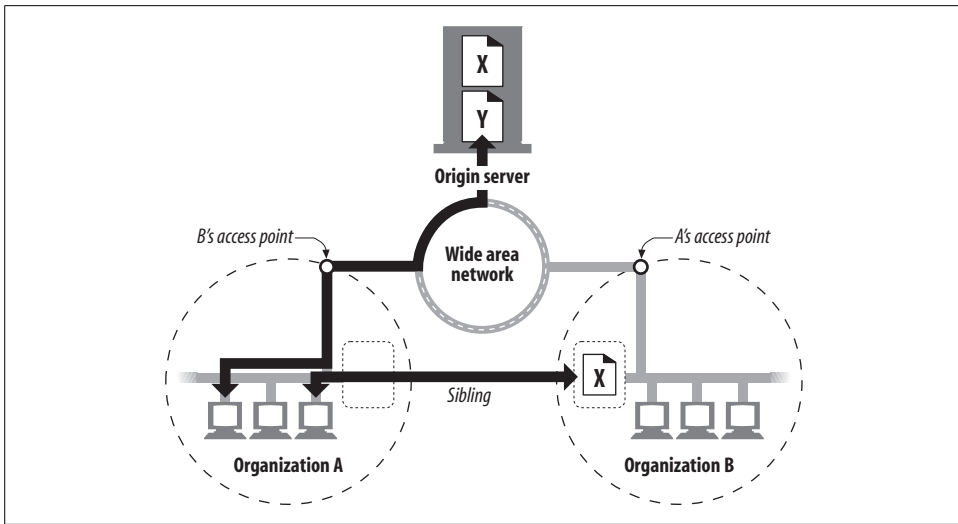 X
Y
Origin server
B's access point
A's access point
Wide area
network
X
Sibling
Organization A
Organization B